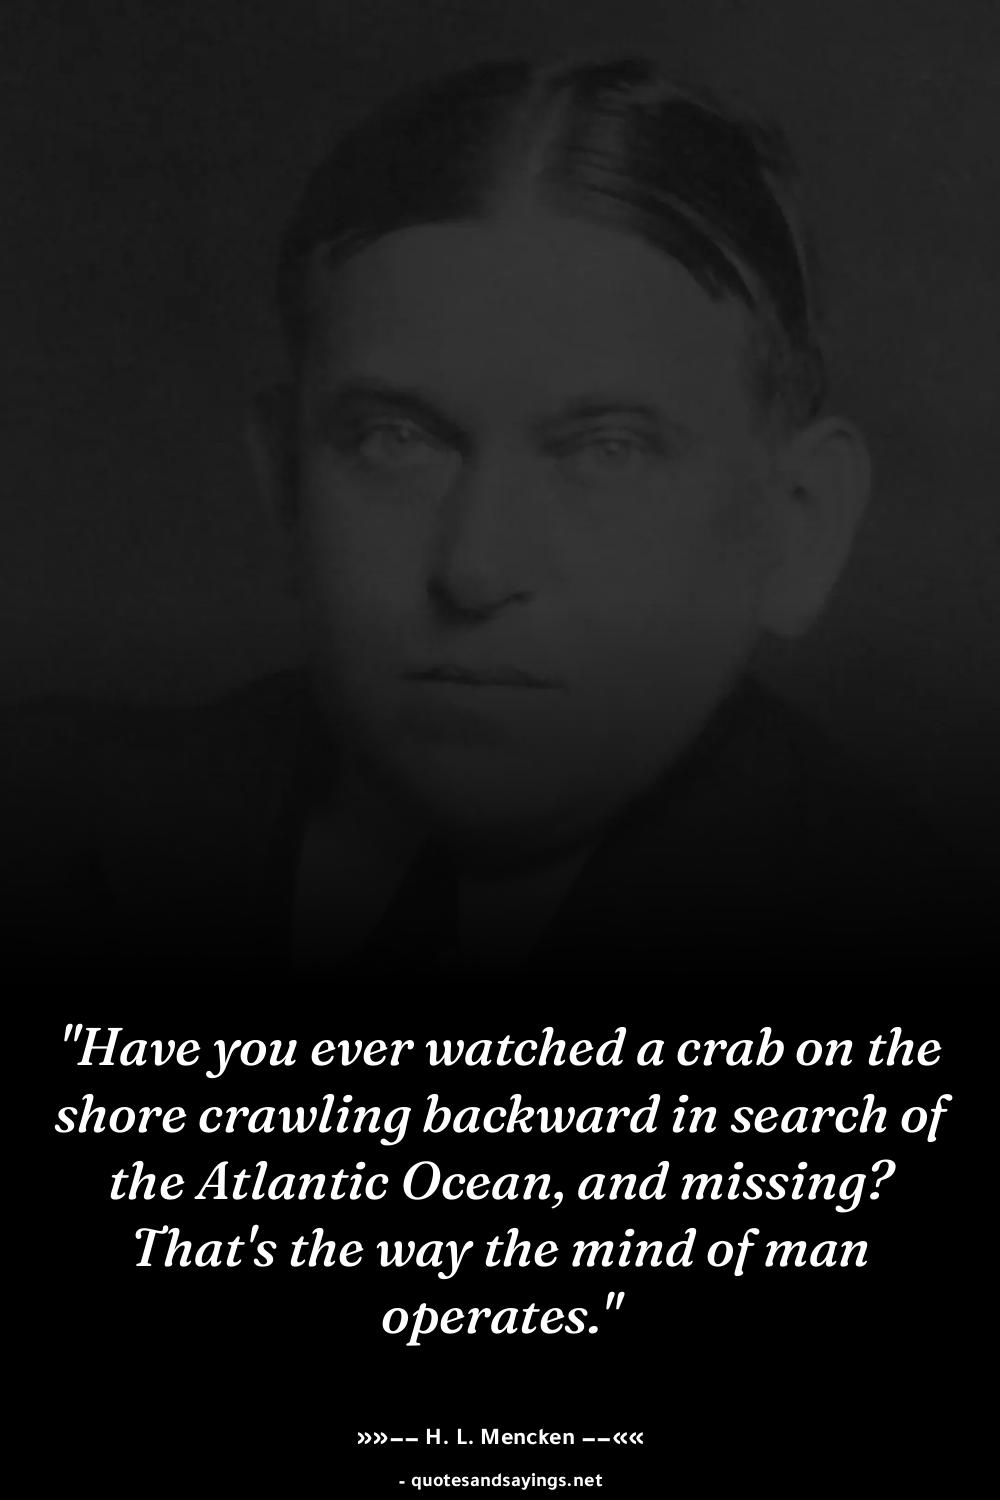 "Have you ever watched a crab on the
shore crawling backward in search of
the Atlantic Ocean, and missing?
That's the way the mind of man
operates."
»»−− H. L. Mencken −−««
- quotesandsayings.net